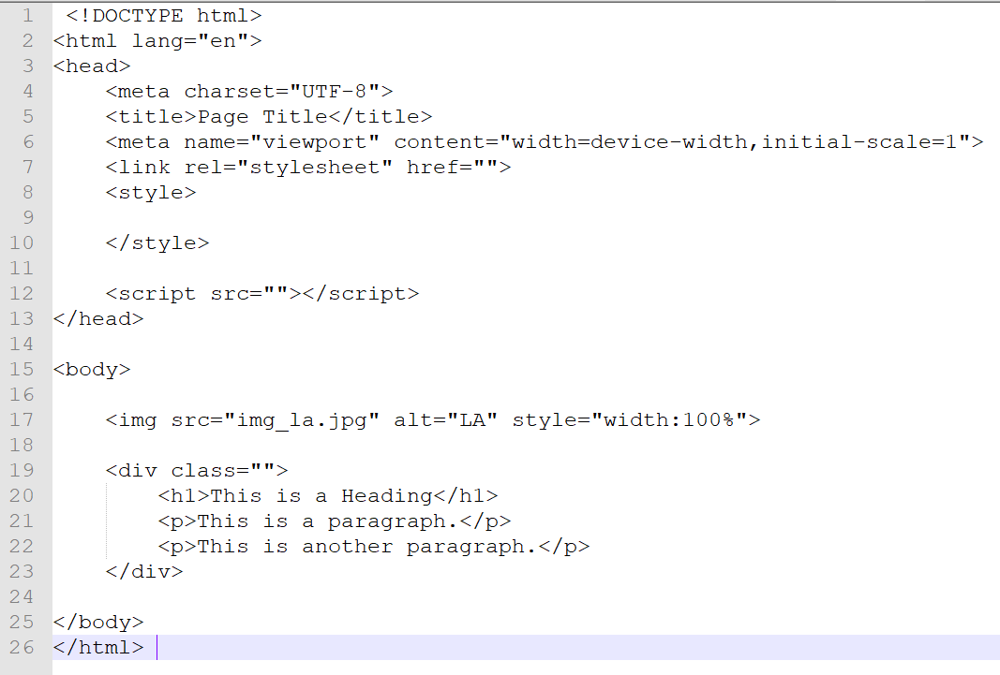 1 <!DOCTYPE html>
2 <html lang="en">
3 <head>
4     <meta charset="UTF-8">
5     <title>Page Title</title>
6     <meta name="viewport" content="width=device-width,initial-scale=1">
7     <link rel="stylesheet" href="">
8     <style>
9
10     </style>
11
12     <script src=""></script>
13 </head>
14
15 <body>
16
17     <img src="img_la.jpg" alt="LA" style="width:100%">
18
19     <div class="">
20         <h1>This is a Heading</h1>
21         <p>This is a paragraph.</p>
22         <p>This is another paragraph.</p>
23     </div>
24
25 </body>
26 </html>